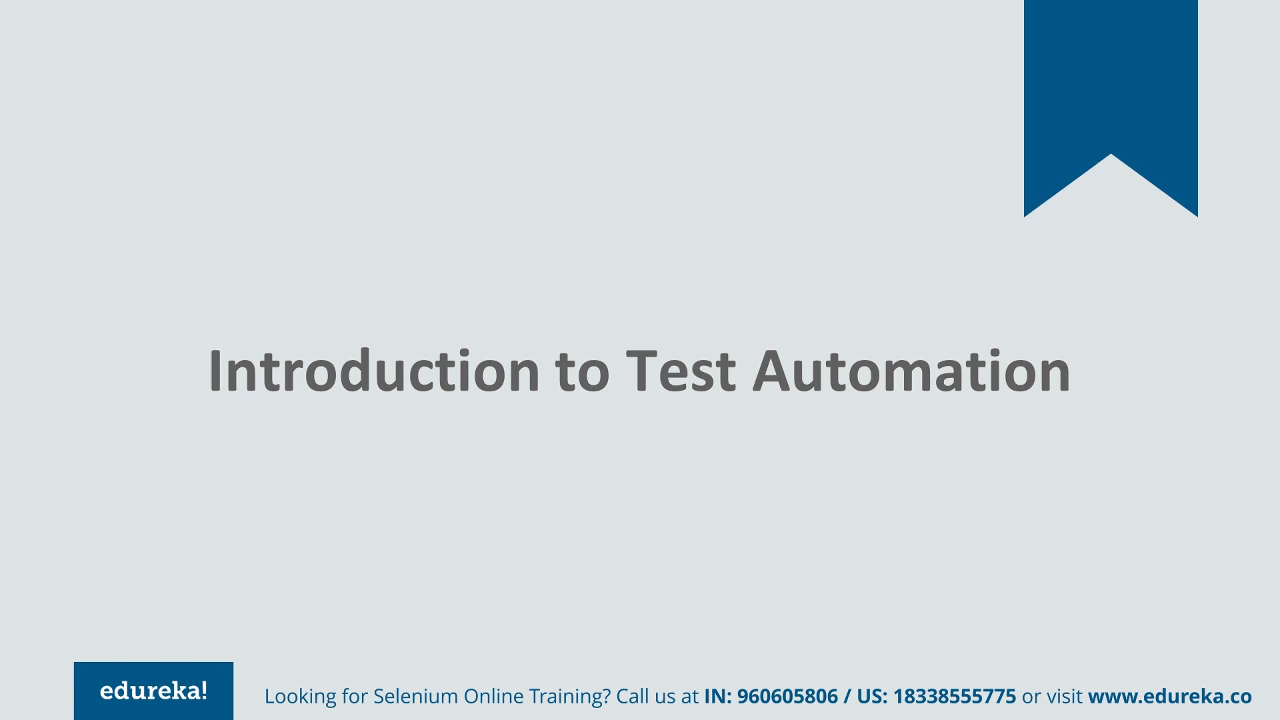 Introduction to Test Automation
edureka!
Looking for Selenium Online Training? Call us at IN: 960605806 / US: 18338555775 or visit www.edureka.co